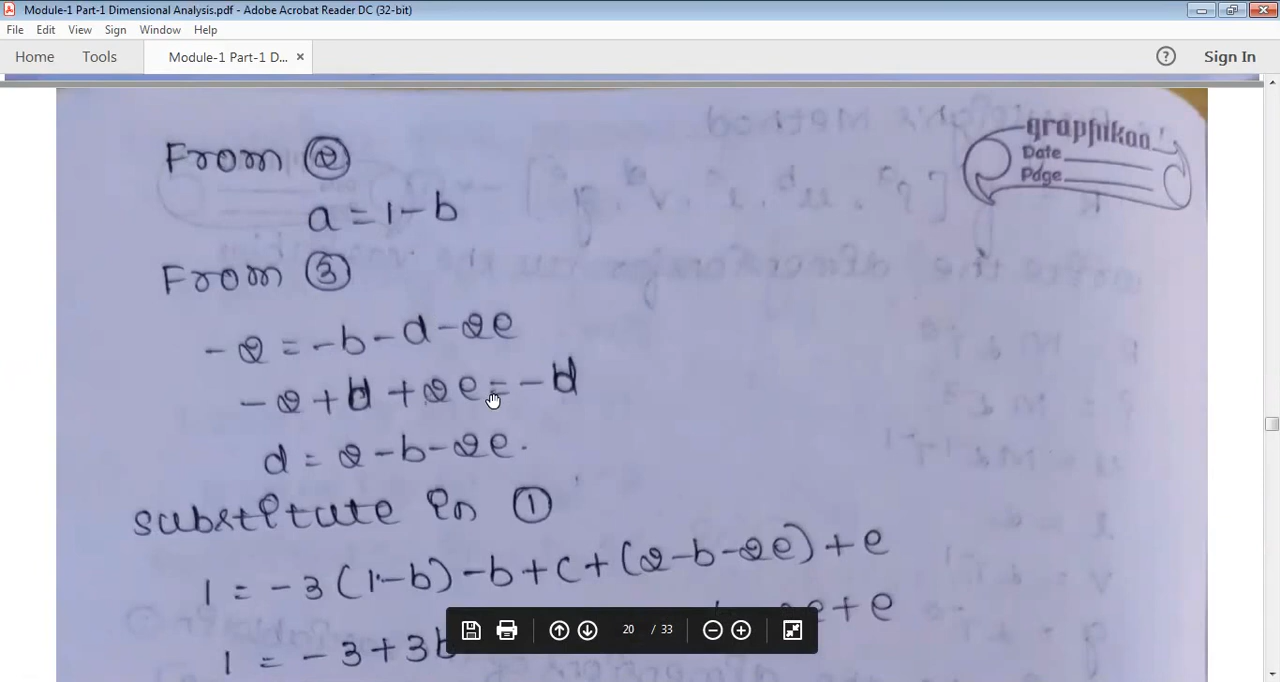 Module-1 Part-1 Dimensional Analysis.pdf - Adobe Acrobat Reader DC (32-bit)
File Edit View Sign Window Help
Home Tools Module-1 Part-1 D... × ? Sign In
graphikoo
Date
Page
From ②
a = 1 - b
From ③
- 2 = -b - d - 2e
- 2 + b + 2e = - d
d = 2 - b - 2e.
substitute in ①
1 = -3 (1-b) - b + c + (2-b-2e) + e
1 = -3 + 3b e + e
20 / 33